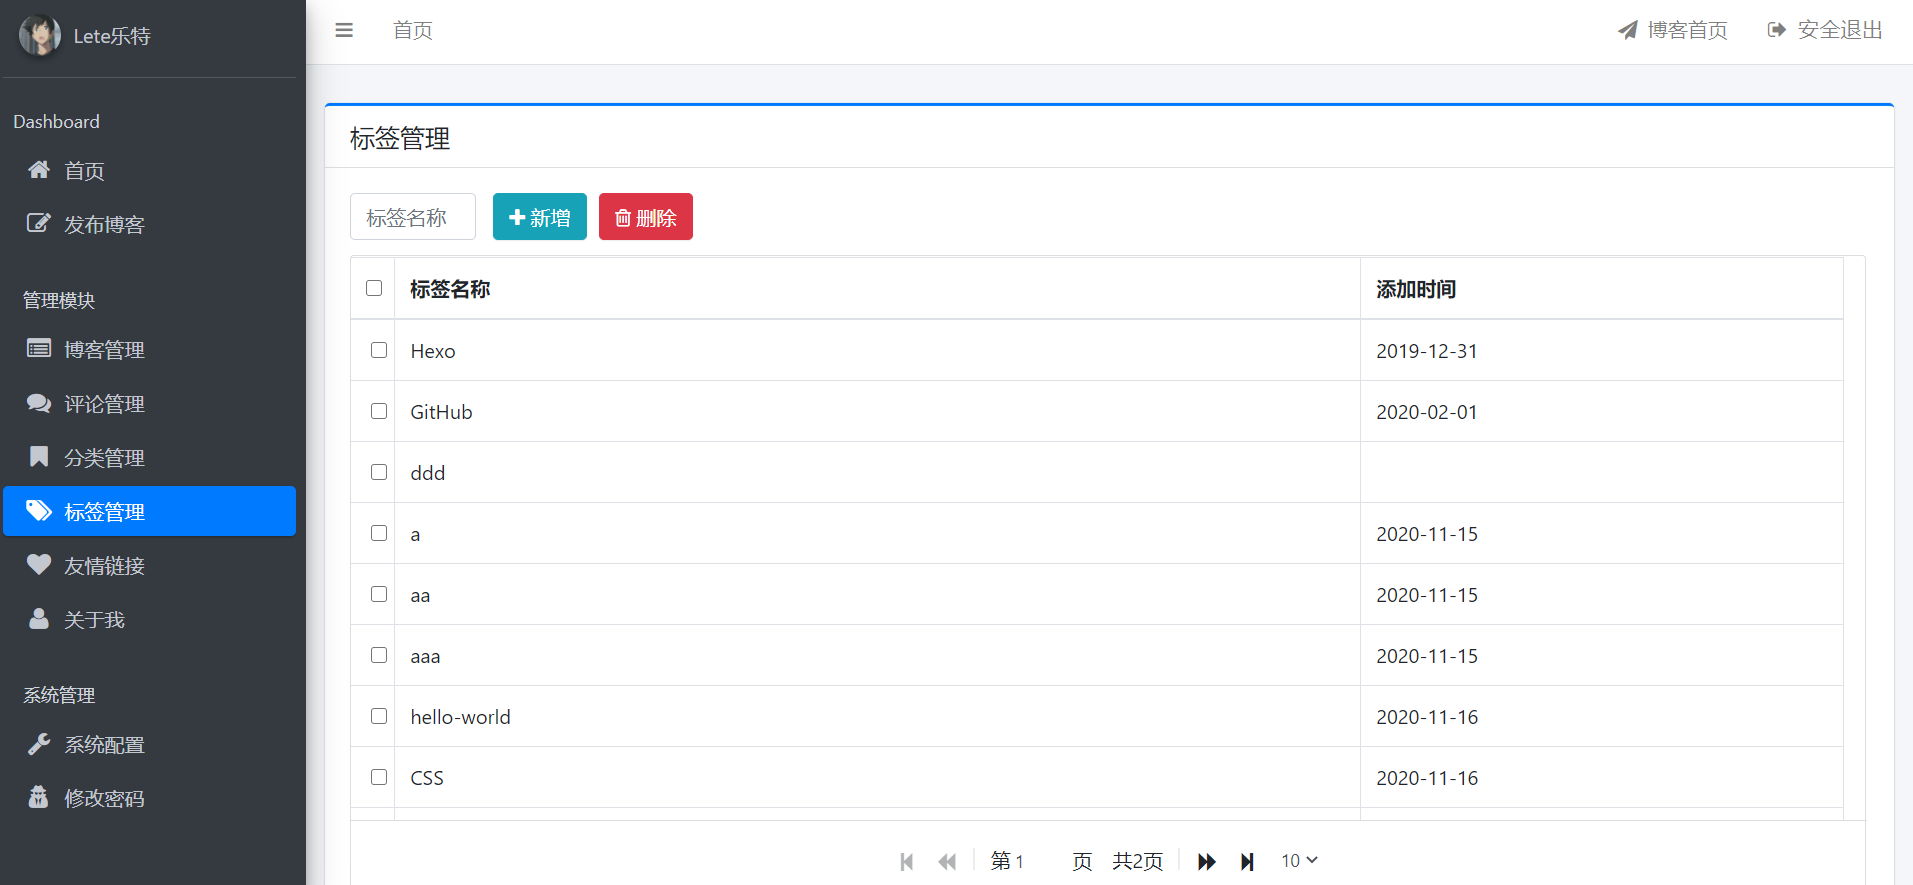 Lete乐特
首页
博客首页
安全退出
Dashboard
首页
发布博客
管理模块
博客管理
评论管理
分类管理
标签管理
友情链接
关于我
系统管理
系统配置
修改密码
标签管理
标签名称
新增
删除
标签名称 添加时间
Hexo 2019-12-31
GitHub 2020-02-01
ddd
a 2020-11-15
aa 2020-11-15
aaa 2020-11-15
hello-world 2020-11-16
CSS 2020-11-16
第 1 页 共2页 10